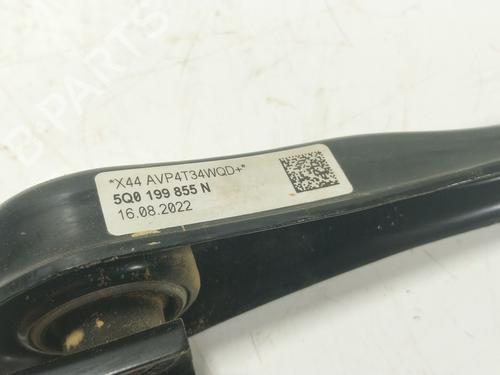 *X44 AVP4T34WQD+*
5Q0 199 855 N
16.08.2022
B PARTS